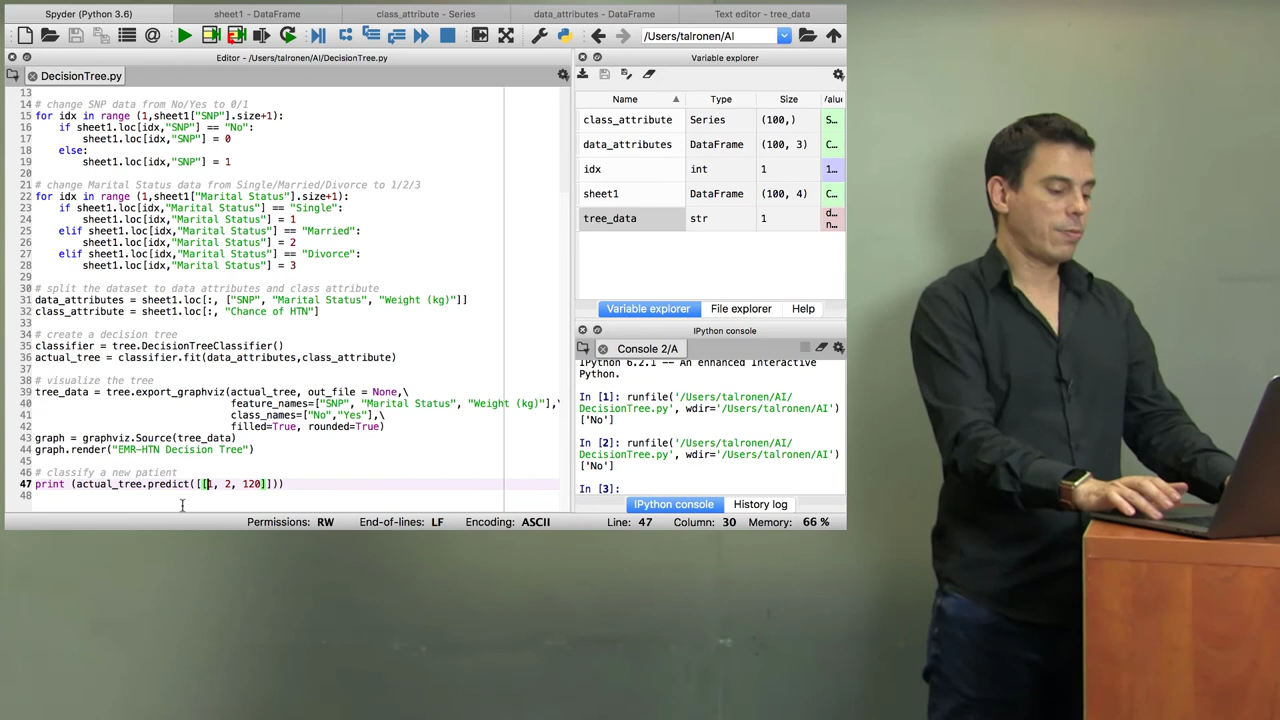 Spyder (Python 3.6)
sheet1 - DataFrame
class_attribute - Series
data_attributes - DataFrame
Text editor - tree_data
/Users/talronen/AI
Editor - /Users/talronen/AI/DecisionTree.py
DecisionTree.py
13
14 # change SNP data from No/Yes to 0/1
15 for idx in range (1,sheet1["SNP"].size+1):
16 if sheet1.loc[idx,"SNP"] == "No":
17 sheet1.loc[idx,"SNP"] = 0
18 else:
19 sheet1.loc[idx,"SNP"] = 1
20
21 # change Marital Status data from Single/Married/Divorce to 1/2/3
22 for idx in range (1,sheet1["Marital Status"].size+1):
23 if sheet1.loc[idx,"Marital Status"] == "Single":
24 sheet1.loc[idx,"Marital Status"] = 1
25 elif sheet1.loc[idx,"Marital Status"] == "Married":
26 sheet1.loc[idx,"Marital Status"] = 2
27 elif sheet1.loc[idx,"Marital Status"] == "Divorce":
28 sheet1.loc[idx,"Marital Status"] = 3
29
30 # split the dataset to data attributes and class attribute
31 data_attributes = sheet1.loc[:, ["SNP", "Marital Status", "Weight (kg)"]]
32 class_attribute = sheet1.loc[:, "Chance of HTN"]
33
34 # create a decision tree
35 classifier = tree.DecisionTreeClassifier()
36 actual_tree = classifier.fit(data_attributes,class_attribute)
37
38 # visualize the tree
39 tree_data = tree.export_graphviz(actual_tree, out_file = None,\
40 feature_names=["SNP", "Marital Status", "Weight (kg)"],\
41 class_names=["No","Yes"],\
42 filled=True, rounded=True)
43 graph = graphviz.Source(tree_data)
44 graph.render("EMR-HTN Decision Tree")
45
46 # classify a new patient
47 print (actual_tree.predict([[1, 2, 120]]))
48
Variable explorer
Name Type Size
class_attribute Series (100,) S…
data_attributes DataFrame (100, 3) C…
idx int 1 1…
sheet1 DataFrame (100, 4) C…
tree_data str 1 d… n…
Variable explorer File explorer Help
IPython console
Console 2/A
IPython 6.2.1 -- An enhanced Interactive
Python.
In [1]: runfile('/Users/talronen/AI/
DecisionTree.py', wdir='/Users/talronen/AI')
['No']
In [2]: runfile('/Users/talronen/AI/
DecisionTree.py', wdir='/Users/talronen/AI')
['No']
In [3]:
IPython console History log
Permissions: RW End-of-lines: LF Encoding: ASCII Line: 47 Column: 30 Memory: 66 %